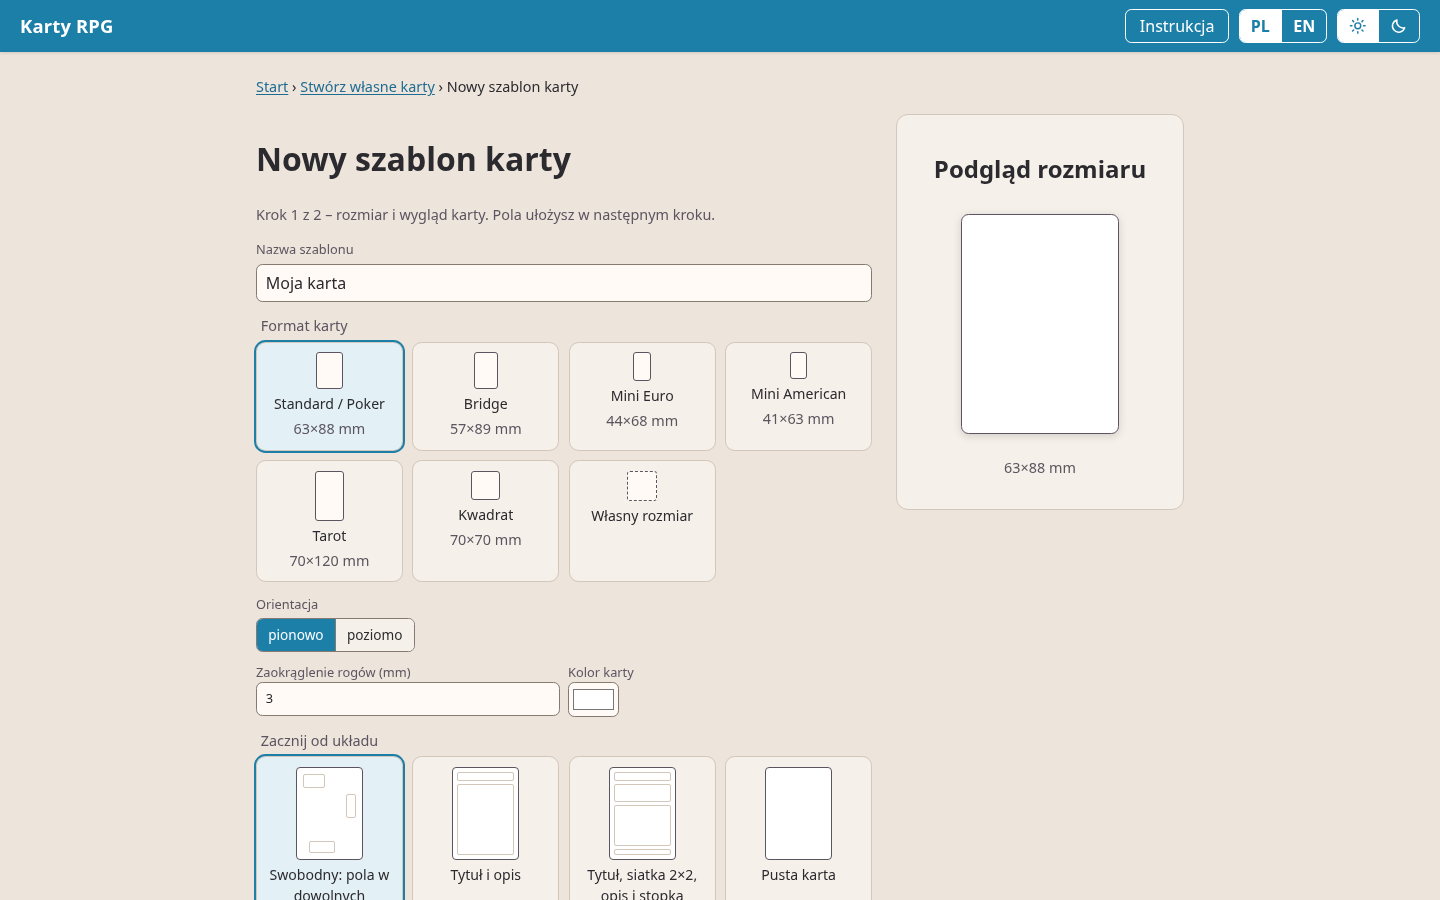 Karty RPG
Instrukcja
PL
EN
Start › Stwórz własne karty › Nowy szablon karty
Nowy szablon karty
Krok 1 z 2 – rozmiar i wygląd karty. Pola ułożysz w następnym kroku.
Nazwa szablonu
Moja karta
Format karty
Standard / Poker
63×88 mm
Bridge
57×89 mm
Mini Euro
44×68 mm
Mini American
41×63 mm
Tarot
70×120 mm
Kwadrat
70×70 mm
Własny rozmiar
Orientacja
pionowo
poziomo
Zaokrąglenie rogów (mm)
3
Kolor karty
Zacznij od układu
Swobodny: pola w
dowolnych
Tytuł i opis
Tytuł, siatka 2×2,
opis i stopka
Pusta karta
Podgląd rozmiaru
63×88 mm